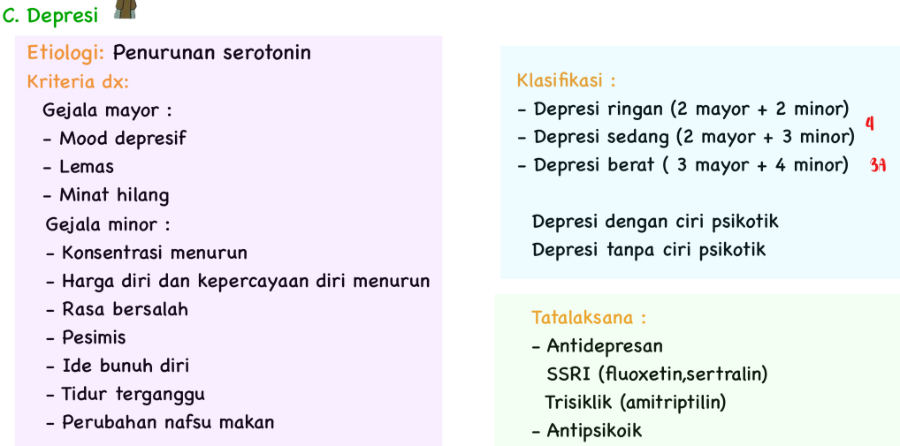 C. Depresi
Etiologi: Penurunan serotonin
Kriteria dx:
Gejala mayor :
- Mood depresif
- Lemas
- Minat hilang
Gejala minor :
- Konsentrasi menurun
- Harga diri dan kepercayaan diri menurun
- Rasa bersalah
- Pesimis
- Ide bunuh diri
- Tidur terganggu
- Perubahan nafsu makan
Klasifikasi :
- Depresi ringan (2 mayor + 2 minor)
- Depresi sedang (2 mayor + 3 minor) 4
- Depresi berat ( 3 mayor + 4 minor)
Depresi dengan ciri psikotik
Depresi tanpa ciri psikotik
Tatalaksana :
- Antidepresan
SSRI (fluoxetin,sertralin)
Trisiklik (amitriptilin)
- Antipsikoik